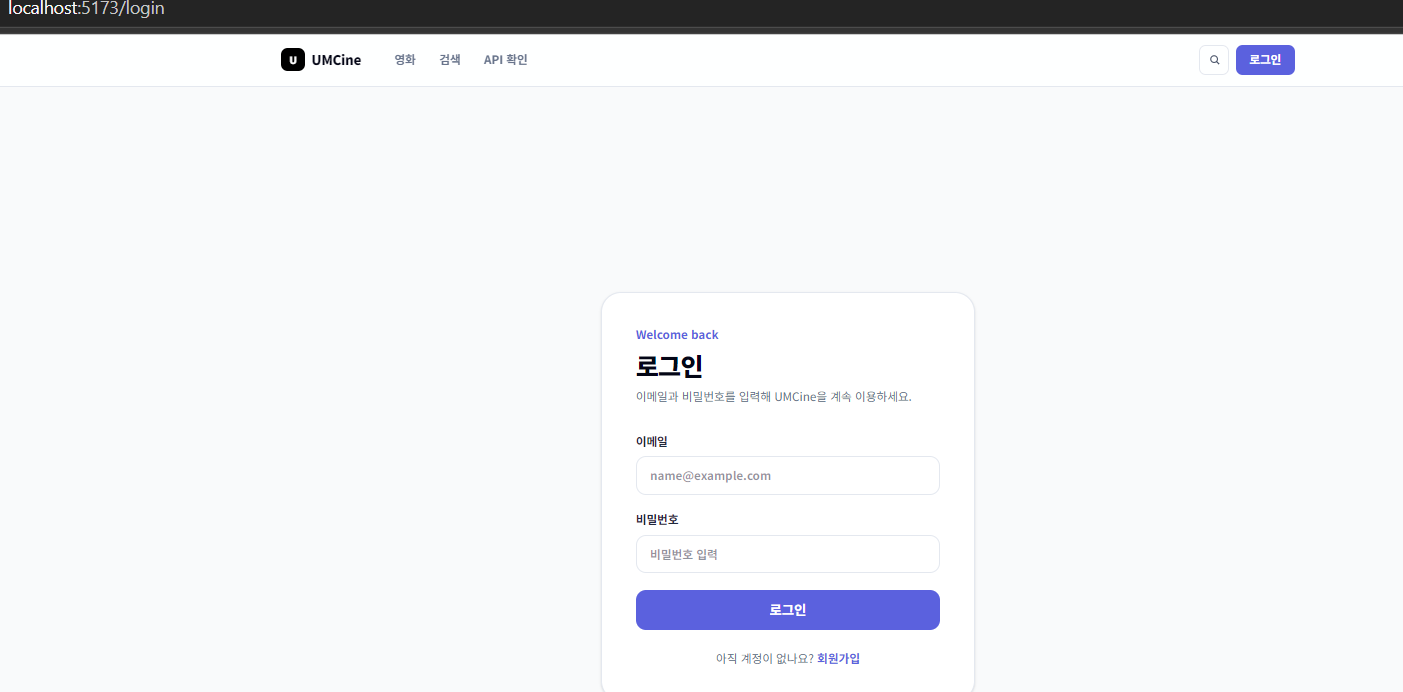 localhost:5173/login
U UMCine 영화 검색 API 확인 로그인
Welcome back
로그인
이메일과 비밀번호를 입력해 UMCine을 계속 이용하세요.
이메일
name@example.com
비밀번호
비밀번호 입력
로그인
아직 계정이 없나요? 회원가입